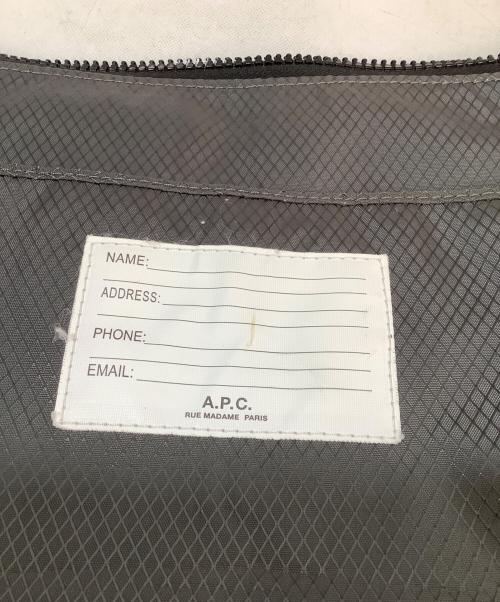 NAME:
ADDRESS:
PHONE:
EMAIL:
A.P.C.
RUE MADAME PARIS